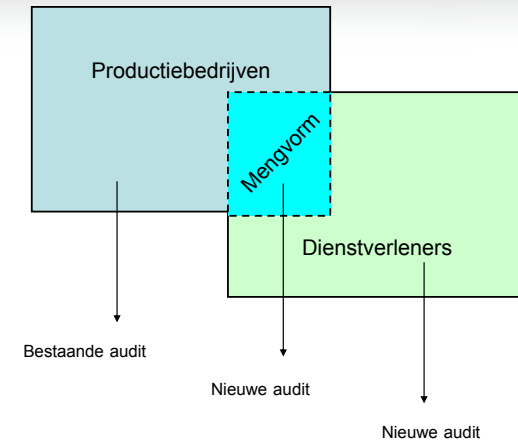 Productiebedrijven
Mengvorm
Dienstverleners
Bestaande audit
Nieuwe audit
Nieuwe audit